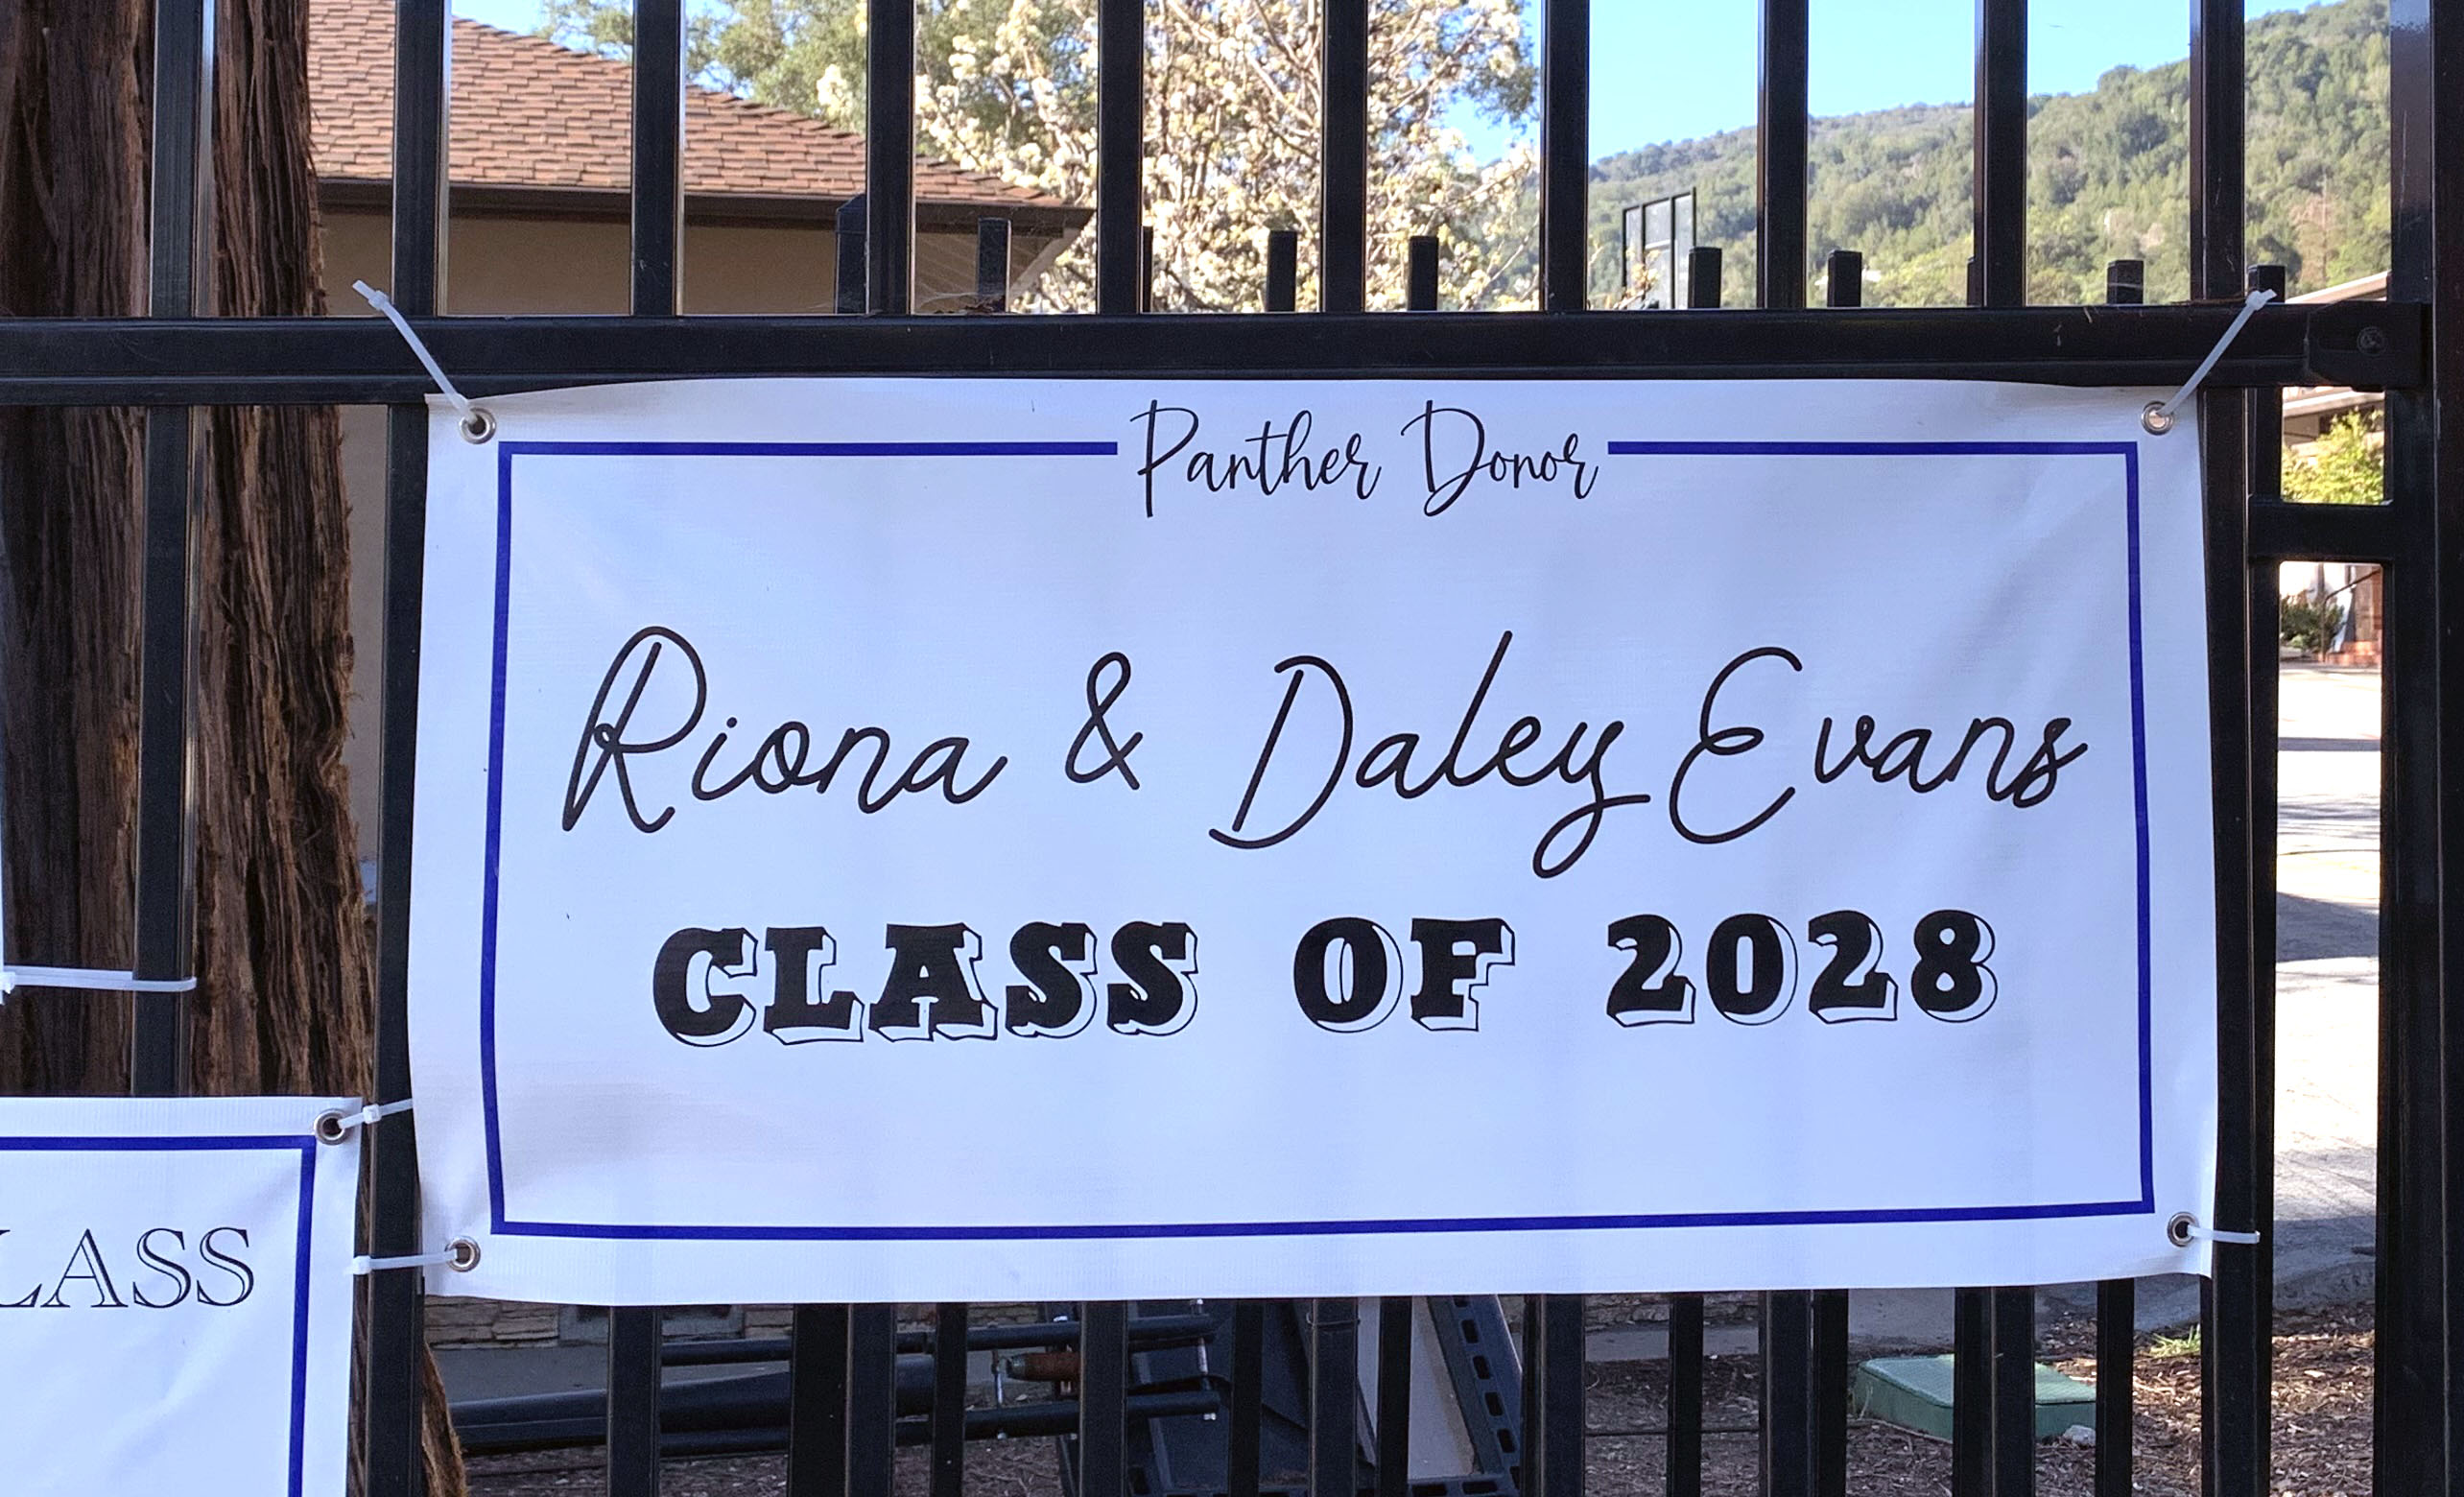 Panther Donor
Riona & Daley Evans
CLASS OF 2028
LASS